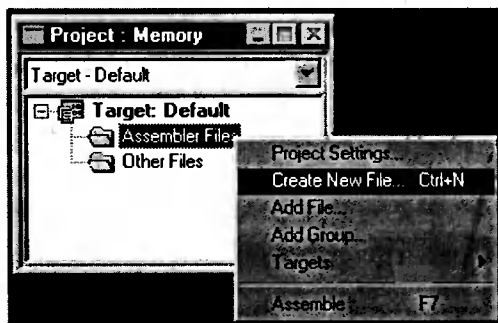 Project : Memory
Target - Default
Target: Default
Assembler Files
Other Files
Project Settings...
Create New File... Ctrl+N
Add File...
Add Group...
Targets
Assemble F7